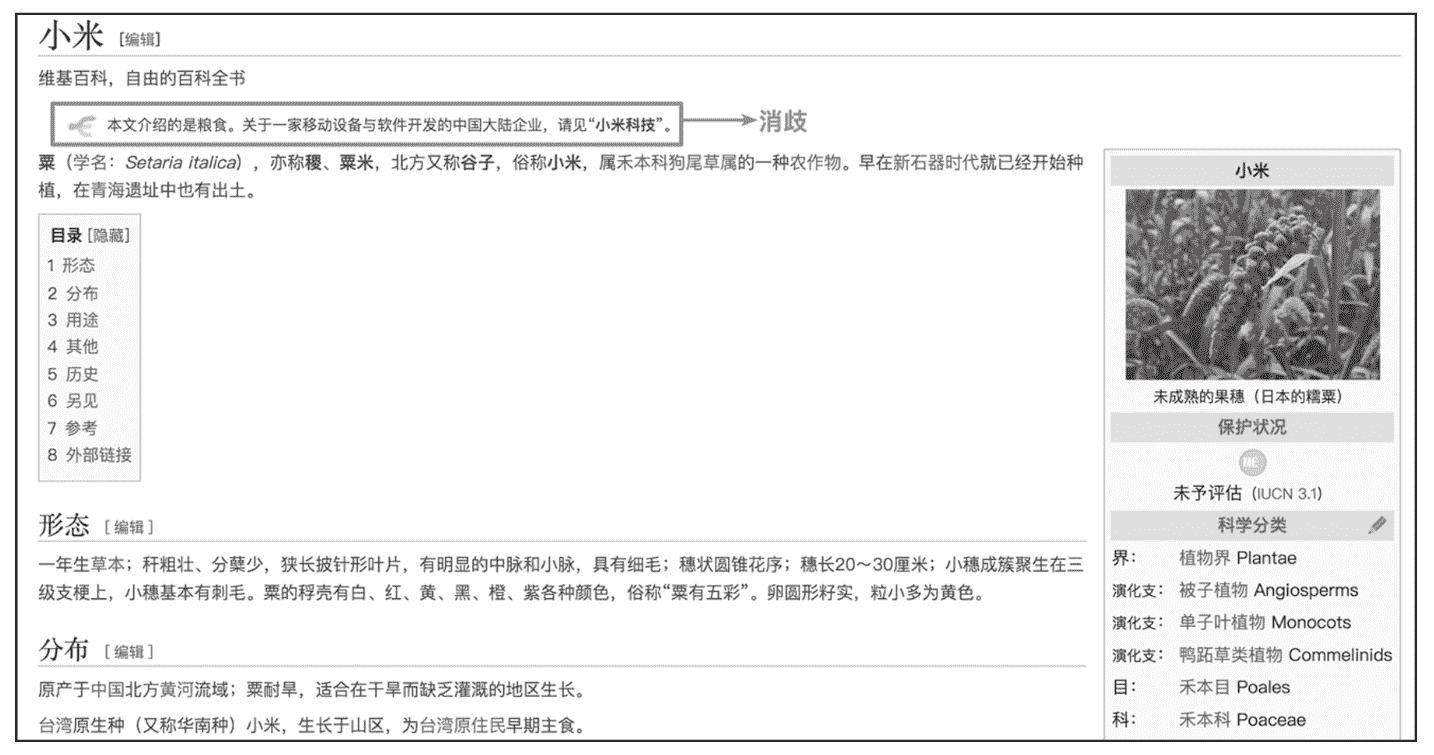 小米 [编辑]
维基百科，自由的百科全书
本文介绍的是粮食。关于一家移动设备与软件开发的中国大陆企业，请见“小米科技”。
消歧
粟（学名：Setaria italica），亦称稷、粟米，北方又称谷子，俗称小米，属禾本科狗尾草属的一种农作物。早在新石器时代就已经开始种
植，在青海遗址中也有出土。
目录 [隐藏]
1 形态
2 分布
3 用途
4 其他
5 历史
6 另见
7 参考
8 外部链接
形态 [ 编辑 ]
一年生草本；秆粗壮、分蘖少，狭长披针形叶片，有明显的中脉和小脉，具有细毛；穗状圆锥花序；穗长20～30厘米；小穗成簇聚生在三
级支梗上，小穗基本有刺毛。粟的稃壳有白、红、黄、黑、橙、紫各种颜色，俗称“粟有五彩”。卵圆形籽实，粒小多为黄色。
分布 [ 编辑 ]
原产于中国北方黄河流域；粟耐旱，适合在干旱而缺乏灌溉的地区生长。
台湾原生种（又称华南种）小米，生长于山区，为台湾原住民早期主食。
小米
未成熟的果穗（日本的糯粟）
保护状况
NE
未予评估（IUCN 3.1）
科学分类
界： 植物界 Plantae
演化支： 被子植物 Angiosperms
演化支： 单子叶植物 Monocots
演化支： 鸭跖草类植物 Commelinids
目： 禾本目 Poales
科： 禾本科 Poaceae